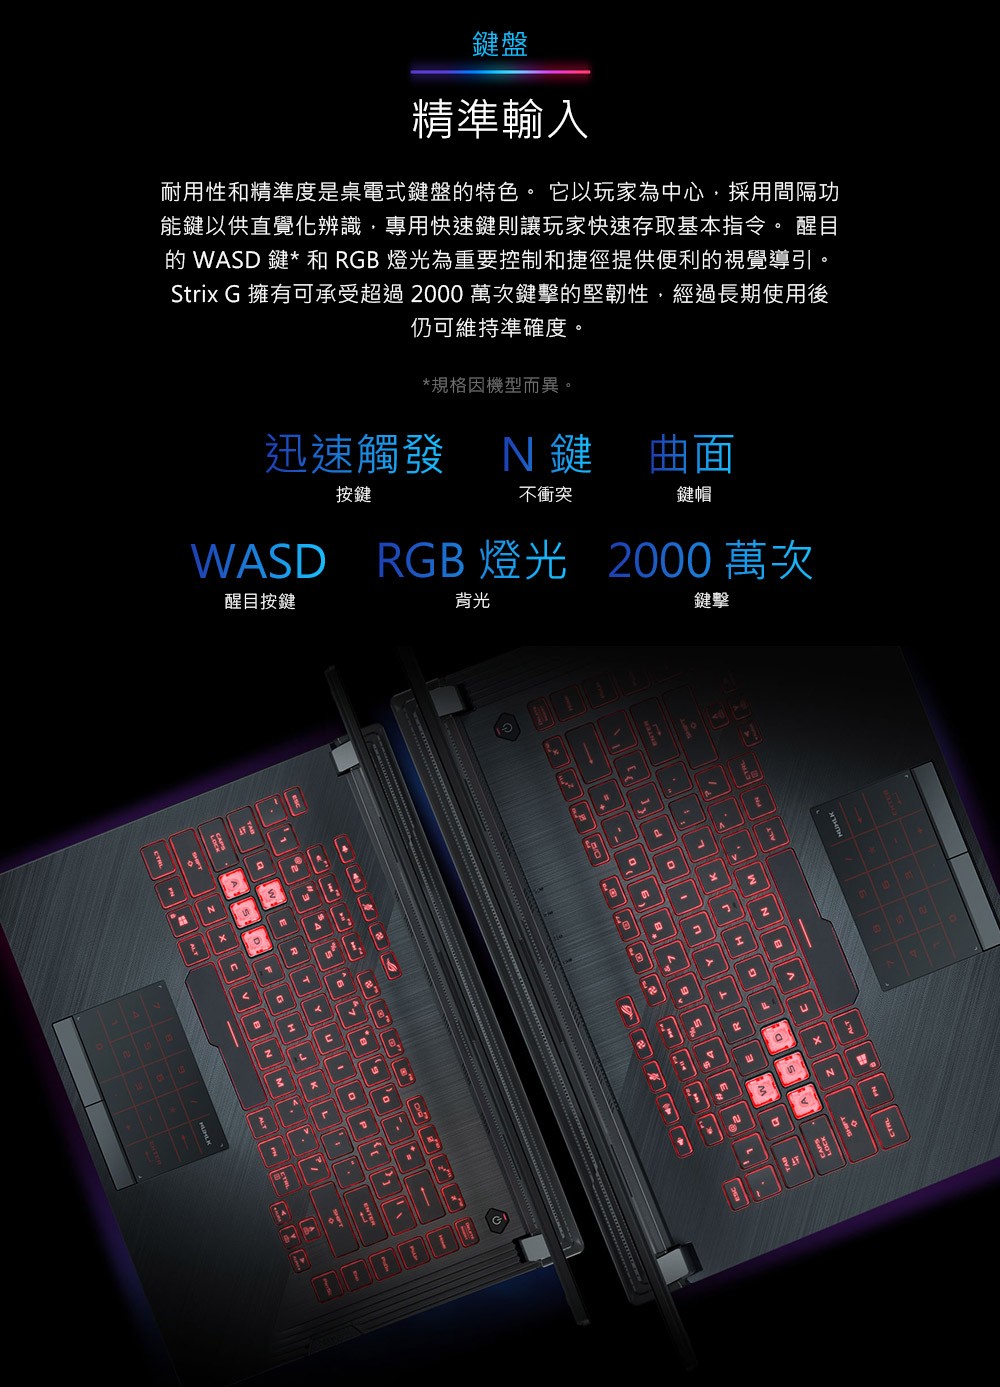 鍵盤
精準輸入
耐用性和精準度是桌電式鍵盤的特色。 它以玩家為中心，採用間隔功
能鍵以供直覺化辨識，專用快速鍵則讓玩家快速存取基本指令。 醒目
的 WASD 鍵* 和 RGB 燈光為重要控制和捷徑提供便利的視覺導引。
Strix G 擁有可承受超過 2000 萬次鍵擊的堅韌性，經過長期使用後
仍可維持準確度。
*規格因機型而異。
迅速觸發 N 鍵 曲面
按鍵 不衝突 鍵帽
WASD RGB 燈光 2000 萬次
醒目按鍵 背光 鍵擊